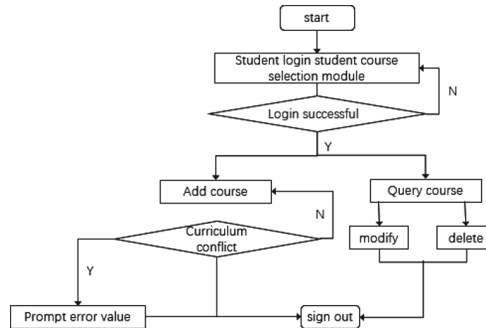 start
Student login student course
selection module
N
Login successful
Y
Add course
Query course
N
Curriculum
conflict
modify
delete
Y
Prompt error value
sign out